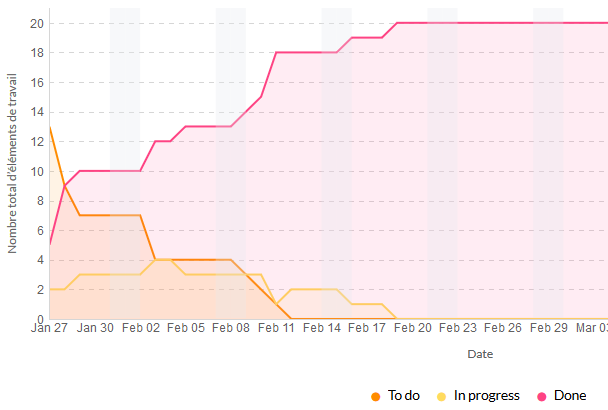 20
18
16
14
12
10
8
6
4
2
0
Nombre total d'éléments de travail
Jan 27 Jan 30 Feb 02 Feb 05 Feb 08 Feb 11 Feb 14 Feb 17 Feb 20 Feb 23 Feb 26 Feb 29 Mar 03
Date
To do In progress Done